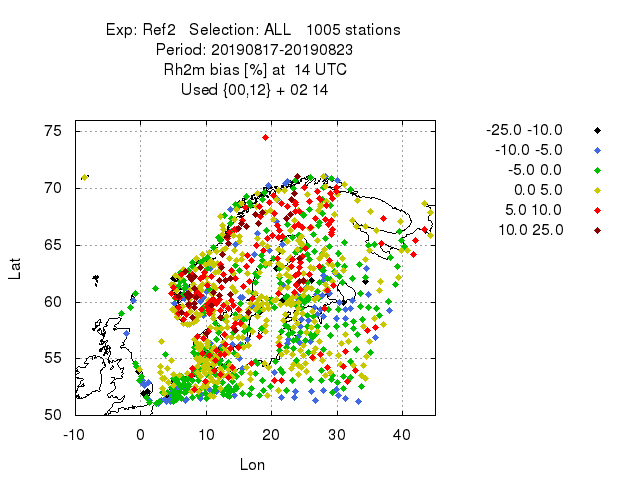 Exp: Ref2 Selection: ALL 1005 stations
Period: 20190817-20190823
Rh2m bias [%] at 14 UTC
Used {00,12} + 02 14
-25.0 -10.0
-10.0 -5.0
-5.0 0.0
0.0 5.0
5.0 10.0
10.0 25.0
Lat
75
70
65
60
55
50
-10 0 10 20 30 40
Lon